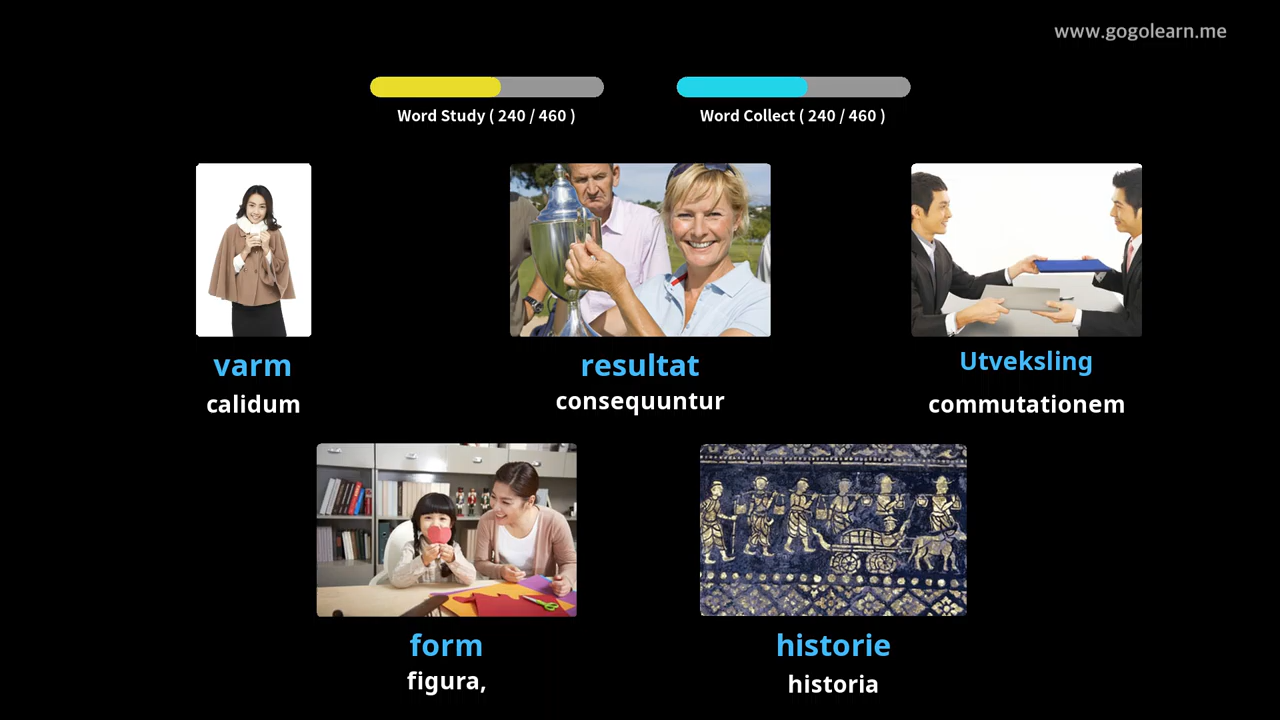 www.gogolearn.me
Word Study ( 240 / 460 )
Word Collect ( 240 / 460 )
varm
calidum
resultat
consequuntur
Utveksling
commutationem
form
figura,
historie
historia